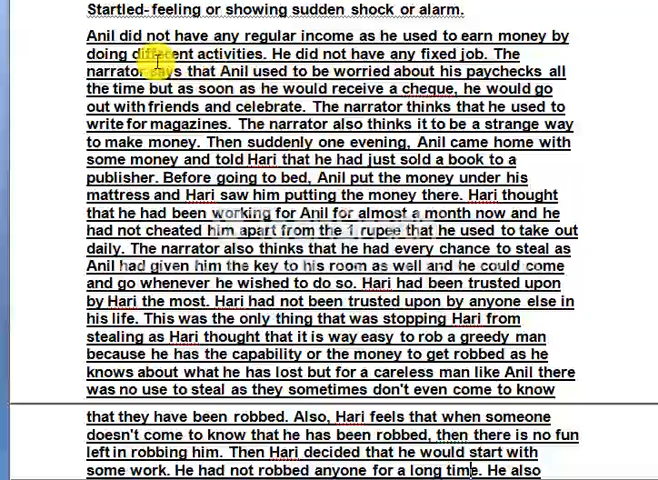 Startled- feeling or showing sudden shock or alarm.
Anil did not have any regular income as he used to earn money by
doing different activities. He did not have any fixed job. The
narrator says that Anil used to be worried about his paychecks all
the time but as soon as he would receive a cheque, he would go
out with friends and celebrate. The narrator thinks that he used to
write for magazines. The narrator also thinks it to be a strange way
to make money. Then suddenly one evening, Anil came home with
some money and told Hari that he had just sold a book to a
publisher. Before going to bed, Anil put the money under his
mattress and Hari saw him putting the money there. Hari thought
that he had been working for Anil for almost a month now and he
had not cheated him apart from the 1 rupee that he used to take out
daily. The narrator also thinks that he had every chance to steal as
Anil had given him the key to his room as well and he could come
and go whenever he wished to do so. Hari had been trusted upon
by Hari the most. Hari had not been trusted upon by anyone else in
his life. This was the only thing that was stopping Hari from
stealing as Hari thought that it is way easy to rob a greedy man
because he has the capability or the money to get robbed as he
knows about what he has lost but for a careless man like Anil there
was no use to steal as they sometimes don't even come to know
that they have been robbed. Also, Hari feels that when someone
doesn't come to know that he has been robbed, then there is no fun
left in robbing him. Then Hari decided that he would start with
some work. He had not robbed anyone for a long time. He also